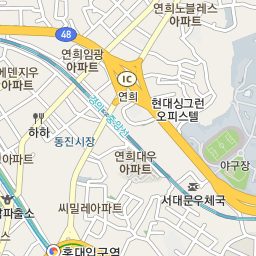 연희노블레스
아파트
48
연희임광
아파트
IC
연희
에덴지우
아파트
경의·중앙선
현대싱그런
오피스텔
하하
동진시장
연희대우
아파트
야구장
서대문우체국
씨밀레아파트
파출소
홍대입구역